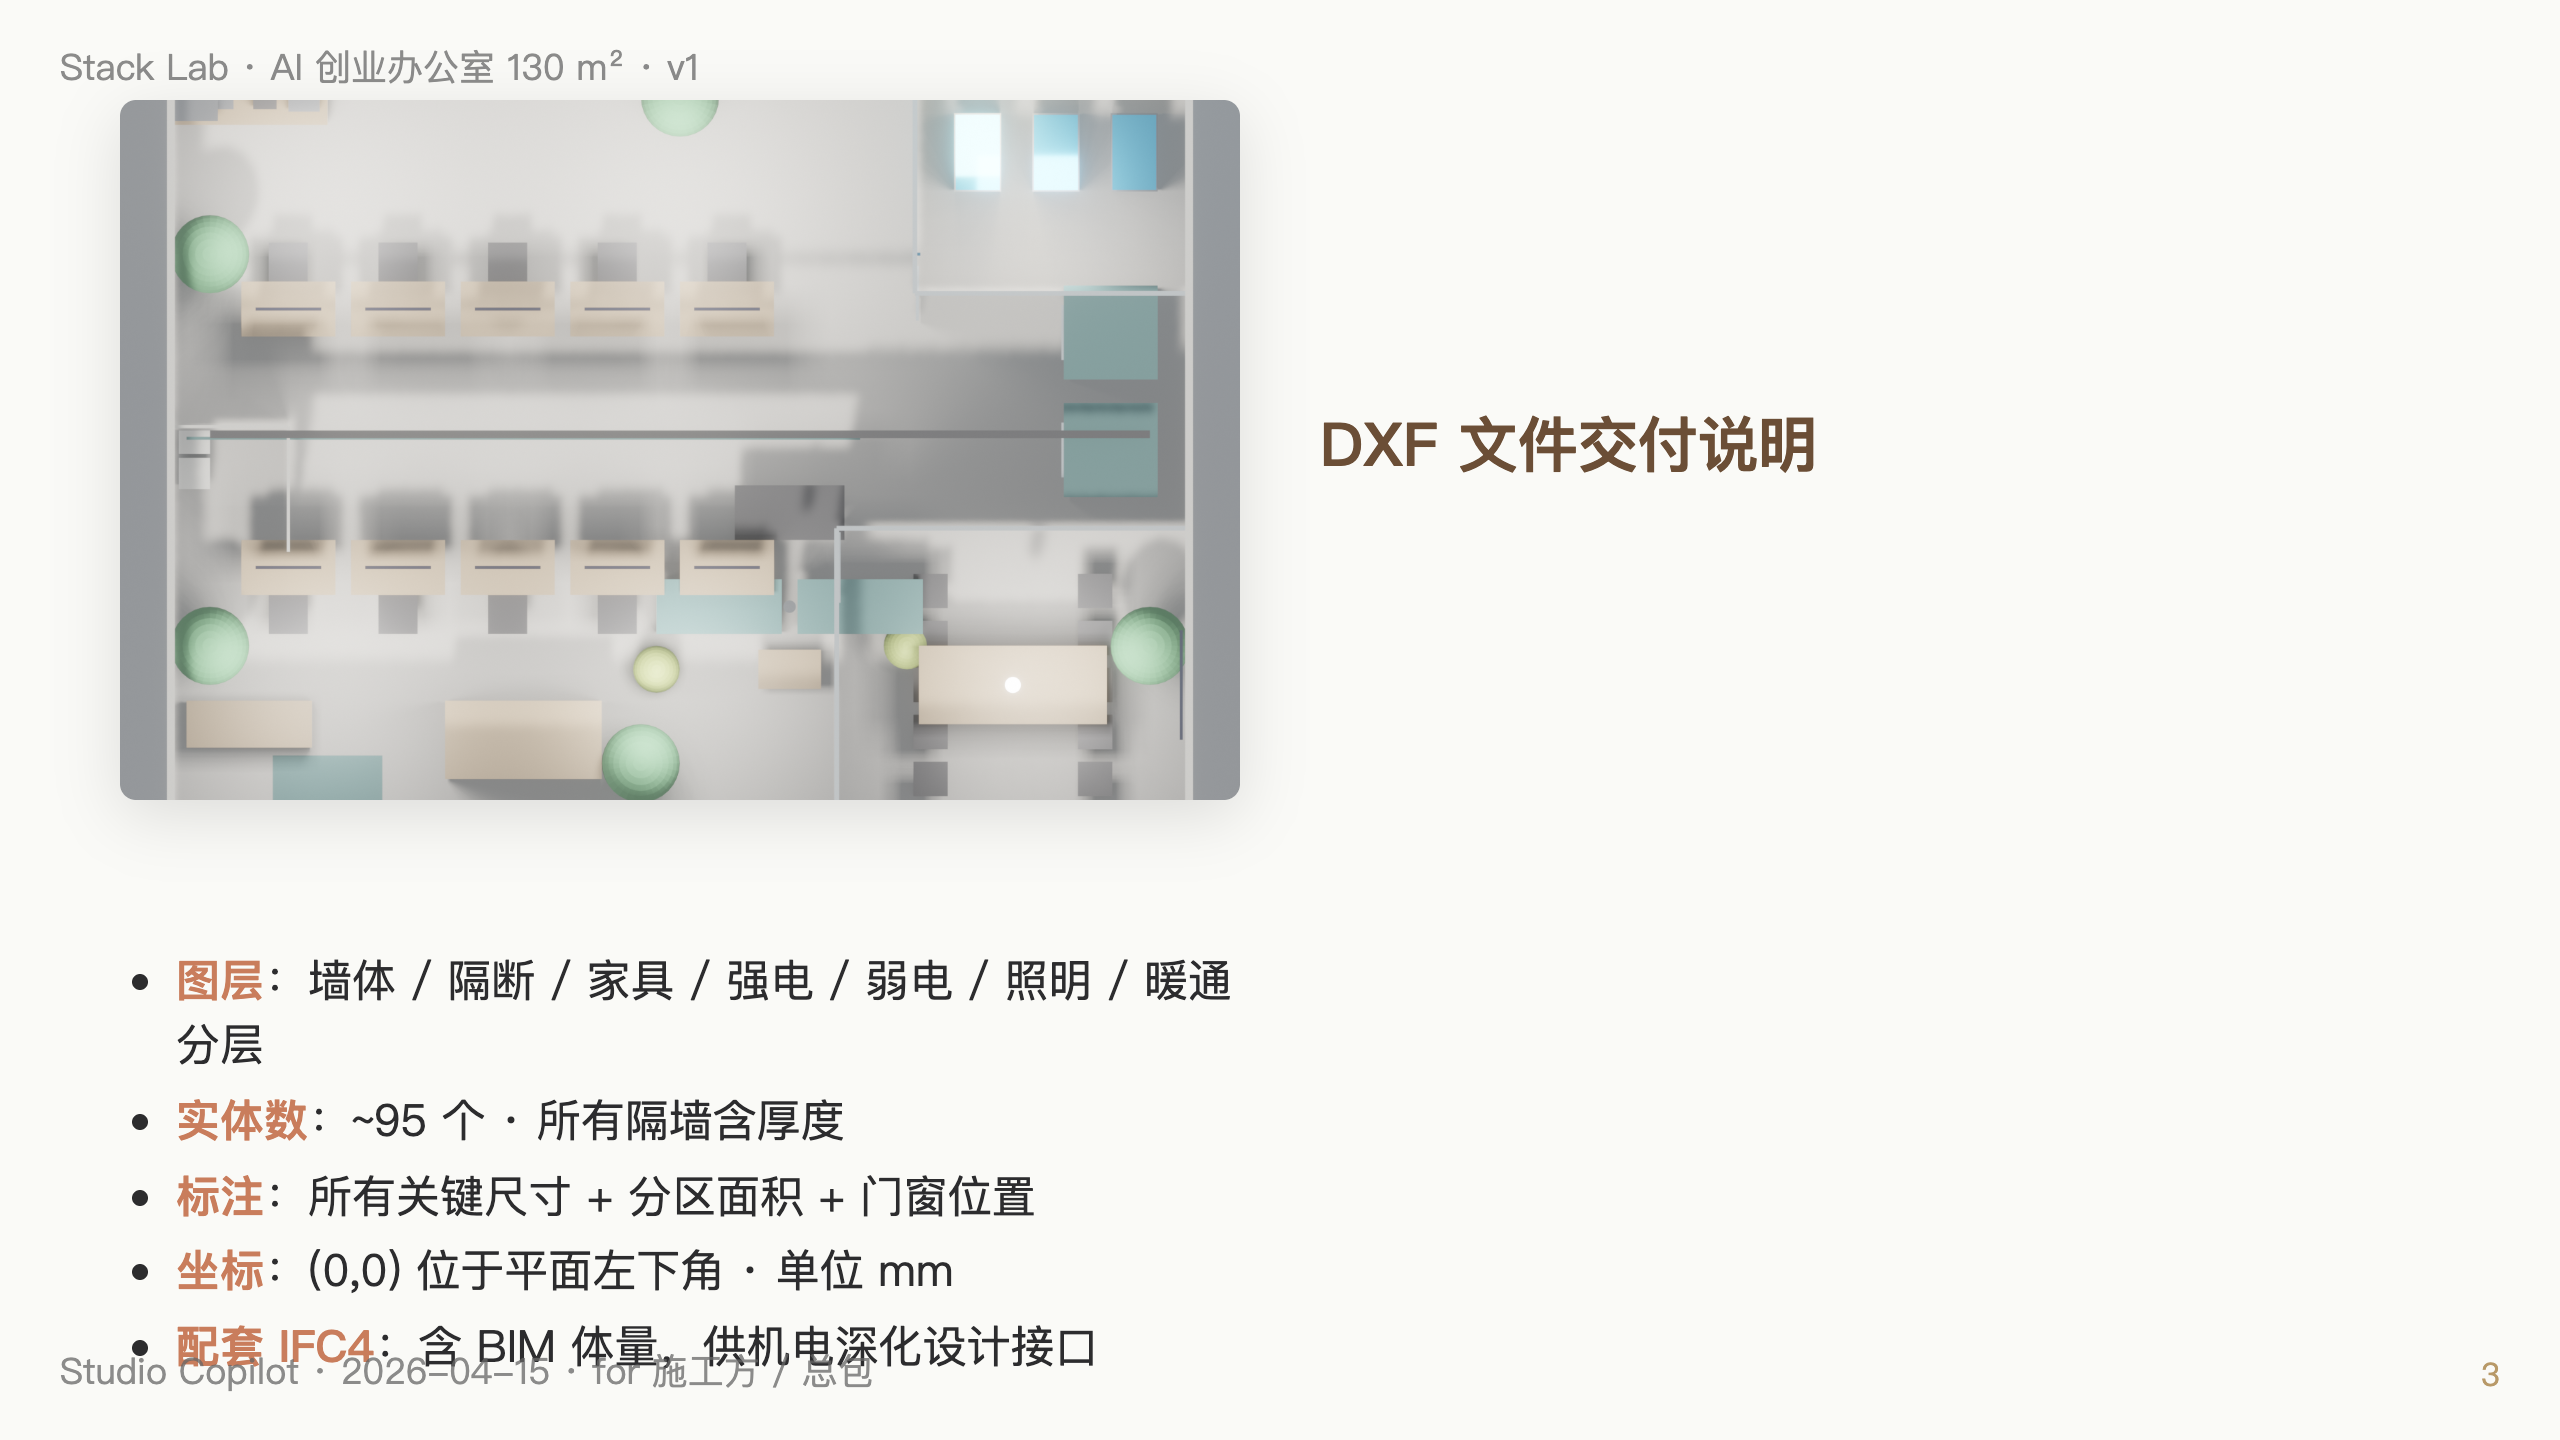 Stack Lab · AI 创业办公室 130 m² · v1
DXF 文件交付说明
• 图层：墙体 / 隔断 / 家具 / 强电 / 弱电 / 照明 / 暖通
分层
• 实体数：~95 个 · 所有隔墙含厚度
• 标注：所有关键尺寸 + 分区面积 + 门窗位置
• 坐标：(0,0) 位于平面左下角 · 单位 mm
• 配套 IFC4：含 BIM 体量，供机电深化设计接口
Studio Copilot · 2026-04-15 · for 施工方 / 总包
3